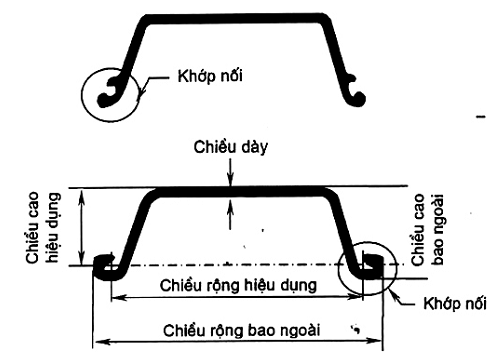 Khớp nối
Chiều dày
Chiều cao
hiệu dụng
Chiều cao
bao ngoài
Chiều rộng hiệu dụng
Khớp nối
Chiều rộng bao ngoài